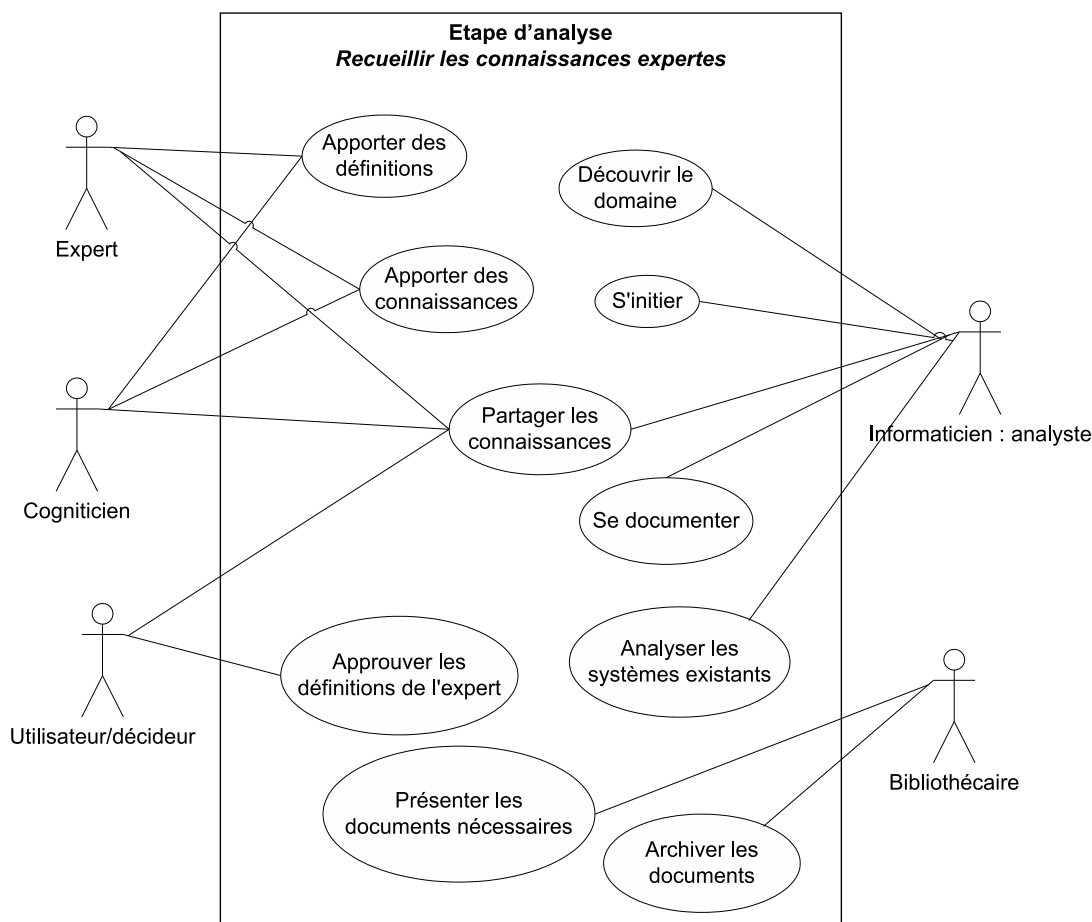 Etape d'analyse
Recueillir les connaissances expertes
Apporter des
définitions
Découvrir le
domaine
Expert
Apporter des
connaissances
S'initier
Partager les
connaissances
Informaticien : analyste
Cogniticien
Se documenter
Approuver les
définitions de l'expert
Analyser les
systèmes existants
Utilisateur/décideur
Bibliothécaire
Présenter les
documents nécessaires
Archiver les
documents